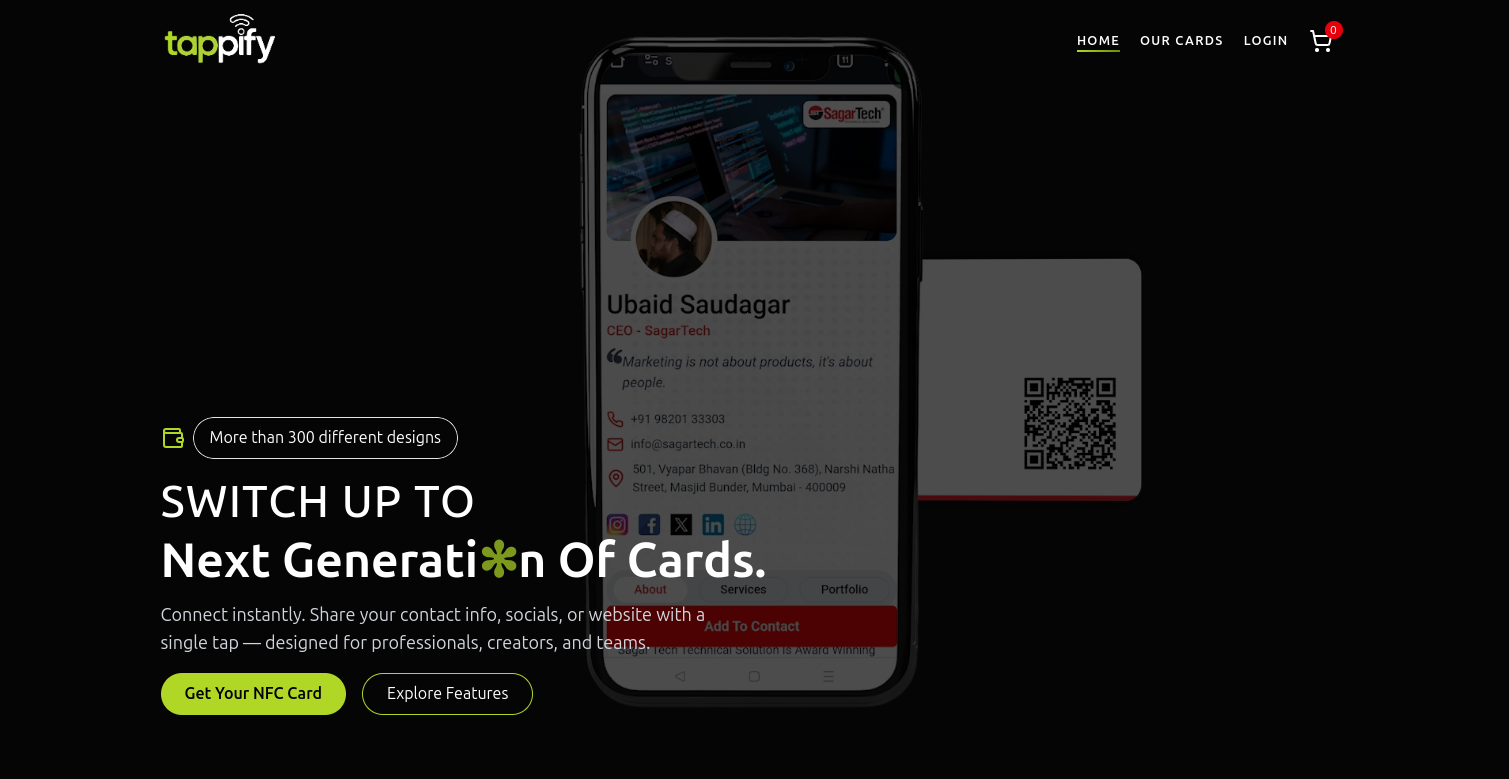 tappify
HOME
OUR CARDS
LOGIN
0
11
S
SagarTech
Ubaid Saudagar
CEO - SagarTech
Marketing is not about products, it's about
people.
+91 98201 33303
info@sagartech.co.in
501, Vyapar Bhavan (Bldg No. 368), Narshi Natha
Street, Masjid Bunder, Mumbai - 400009
About
Services
Portfolio
Add To Contact
Sagar Tech Technical Solution is Award Winning
More than 300 different designs
SWITCH UP TO
Next Generati✻n Of Cards.
Connect instantly. Share your contact info, socials, or website with a
single tap — designed for professionals, creators, and teams.
Get Your NFC Card
Explore Features